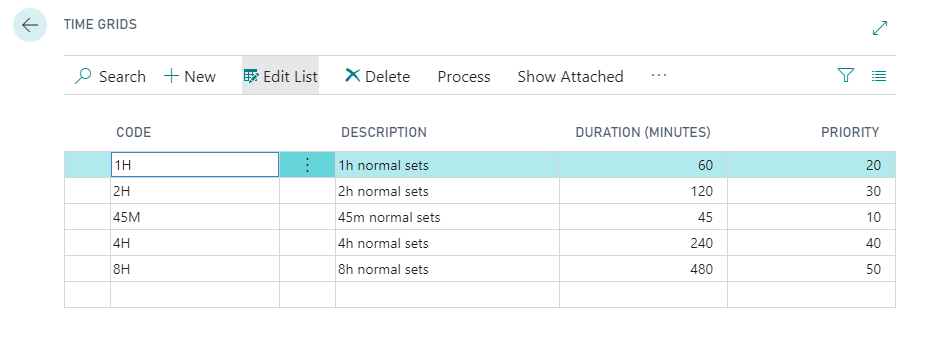 TIME GRIDS
Search New Edit List Delete Process Show Attached ...
CODE DESCRIPTION DURATION (MINUTES) PRIORITY
1H 1h normal sets 60 20
2H 2h normal sets 120 30
45M 45m normal sets 45 10
4H 4h normal sets 240 40
8H 8h normal sets 480 50